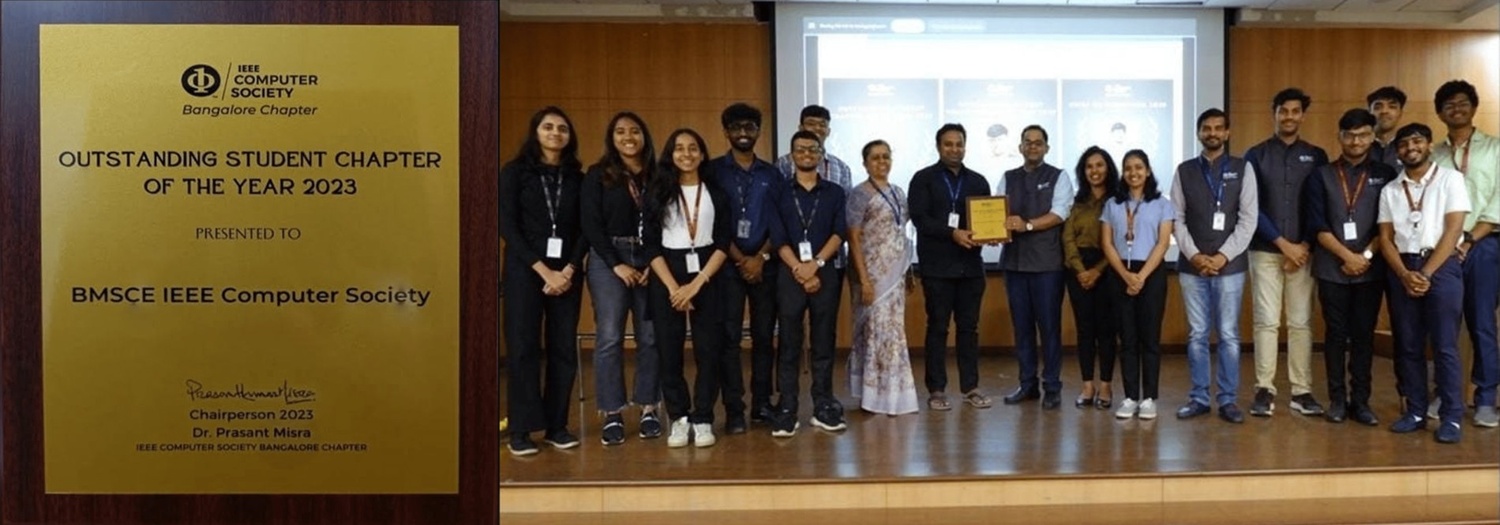 IEEE
COMPUTER
SOCIETY
Bangalore Chapter
OUTSTANDING STUDENT CHAPTER
OF THE YEAR 2023
PRESENTED TO
BMSCE IEEE Computer Society
Chairperson 2023
Dr. Prasant Misra
IEEE COMPUTER SOCIETY BANGALORE CHAPTER